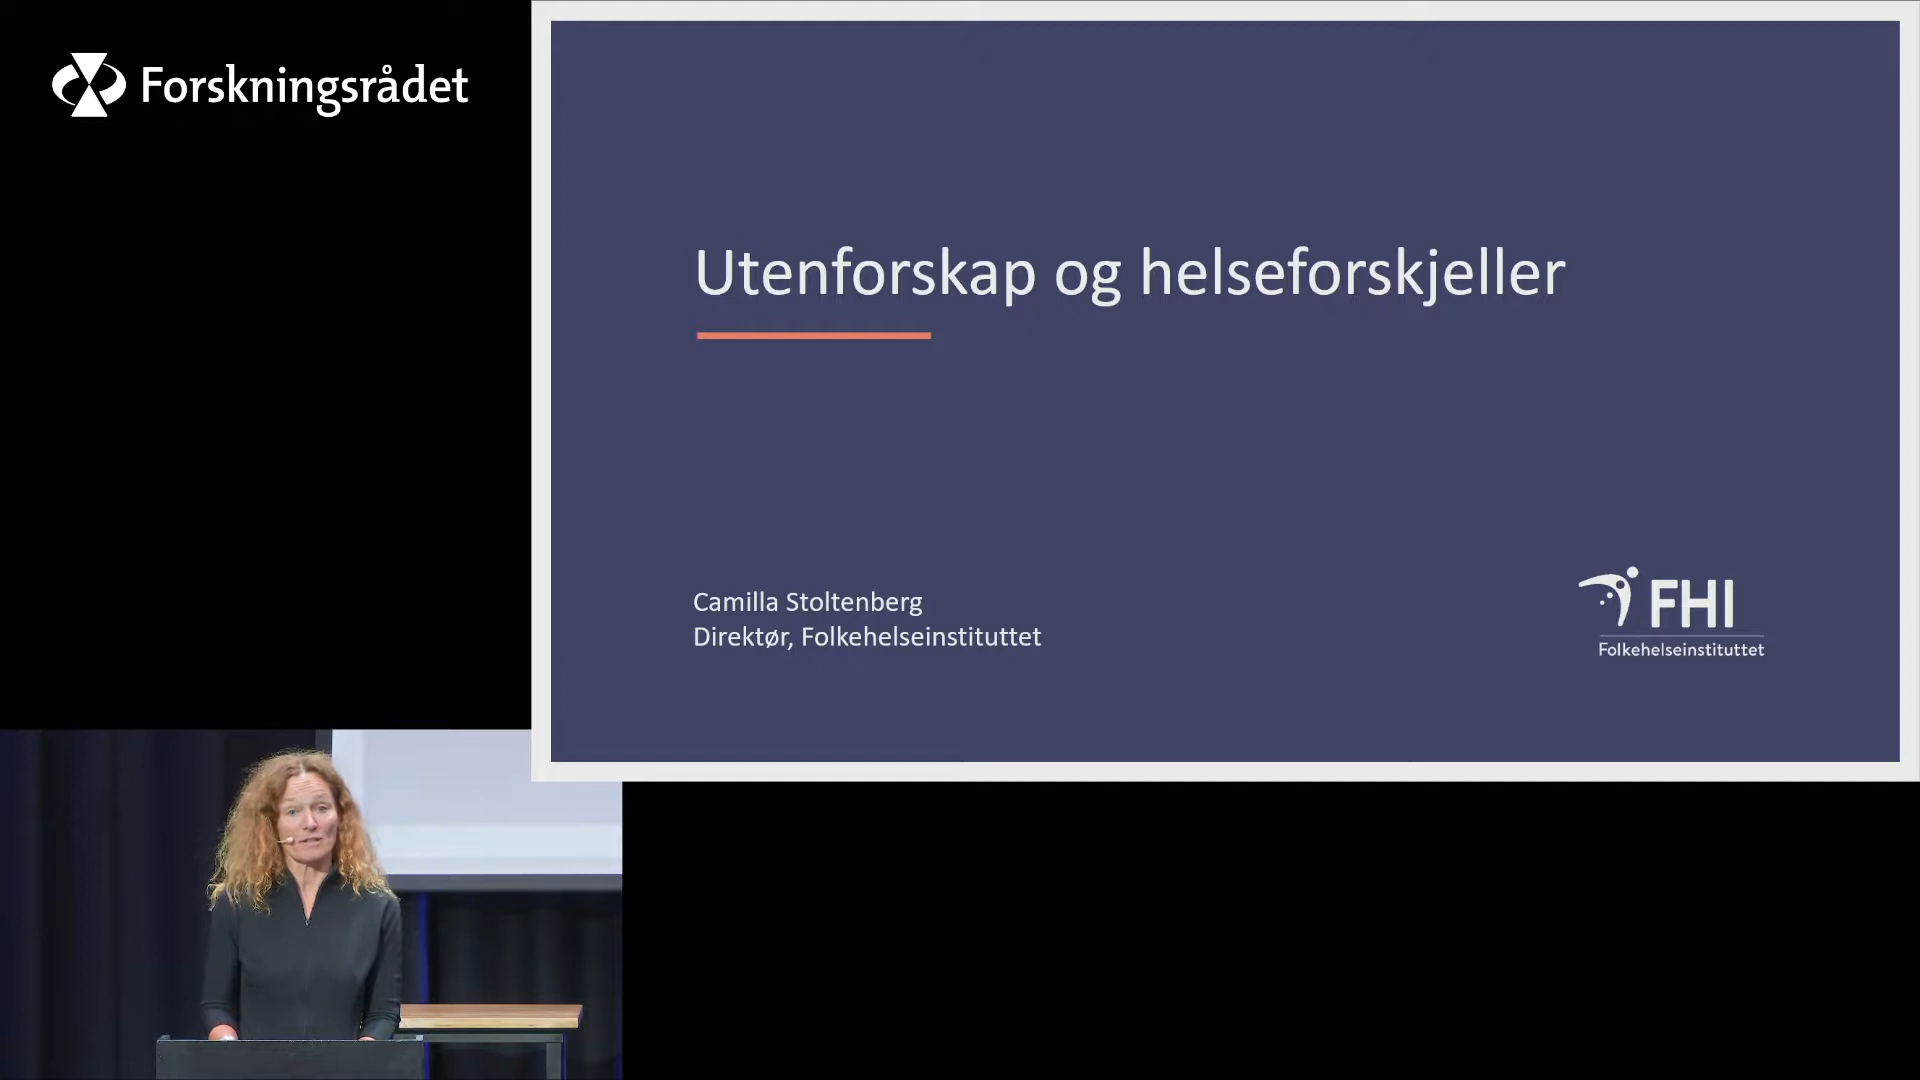 Forskningsrådet
Utenforskap og helseforskjeller
Camilla Stoltenberg
Direktør, Folkehelseinstituttet
FHI
Folkehelseinstituttet